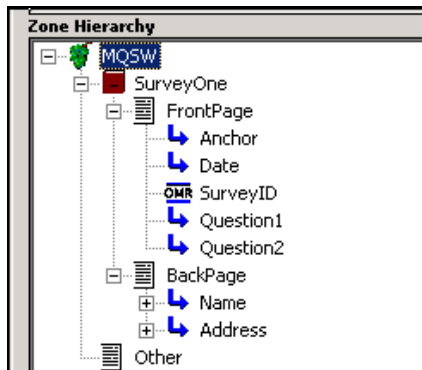 Zone Hierarchy
MQSW
SurveyOne
FrontPage
Anchor
Date
OMR SurveyID
Question1
Question2
BackPage
Name
Address
Other